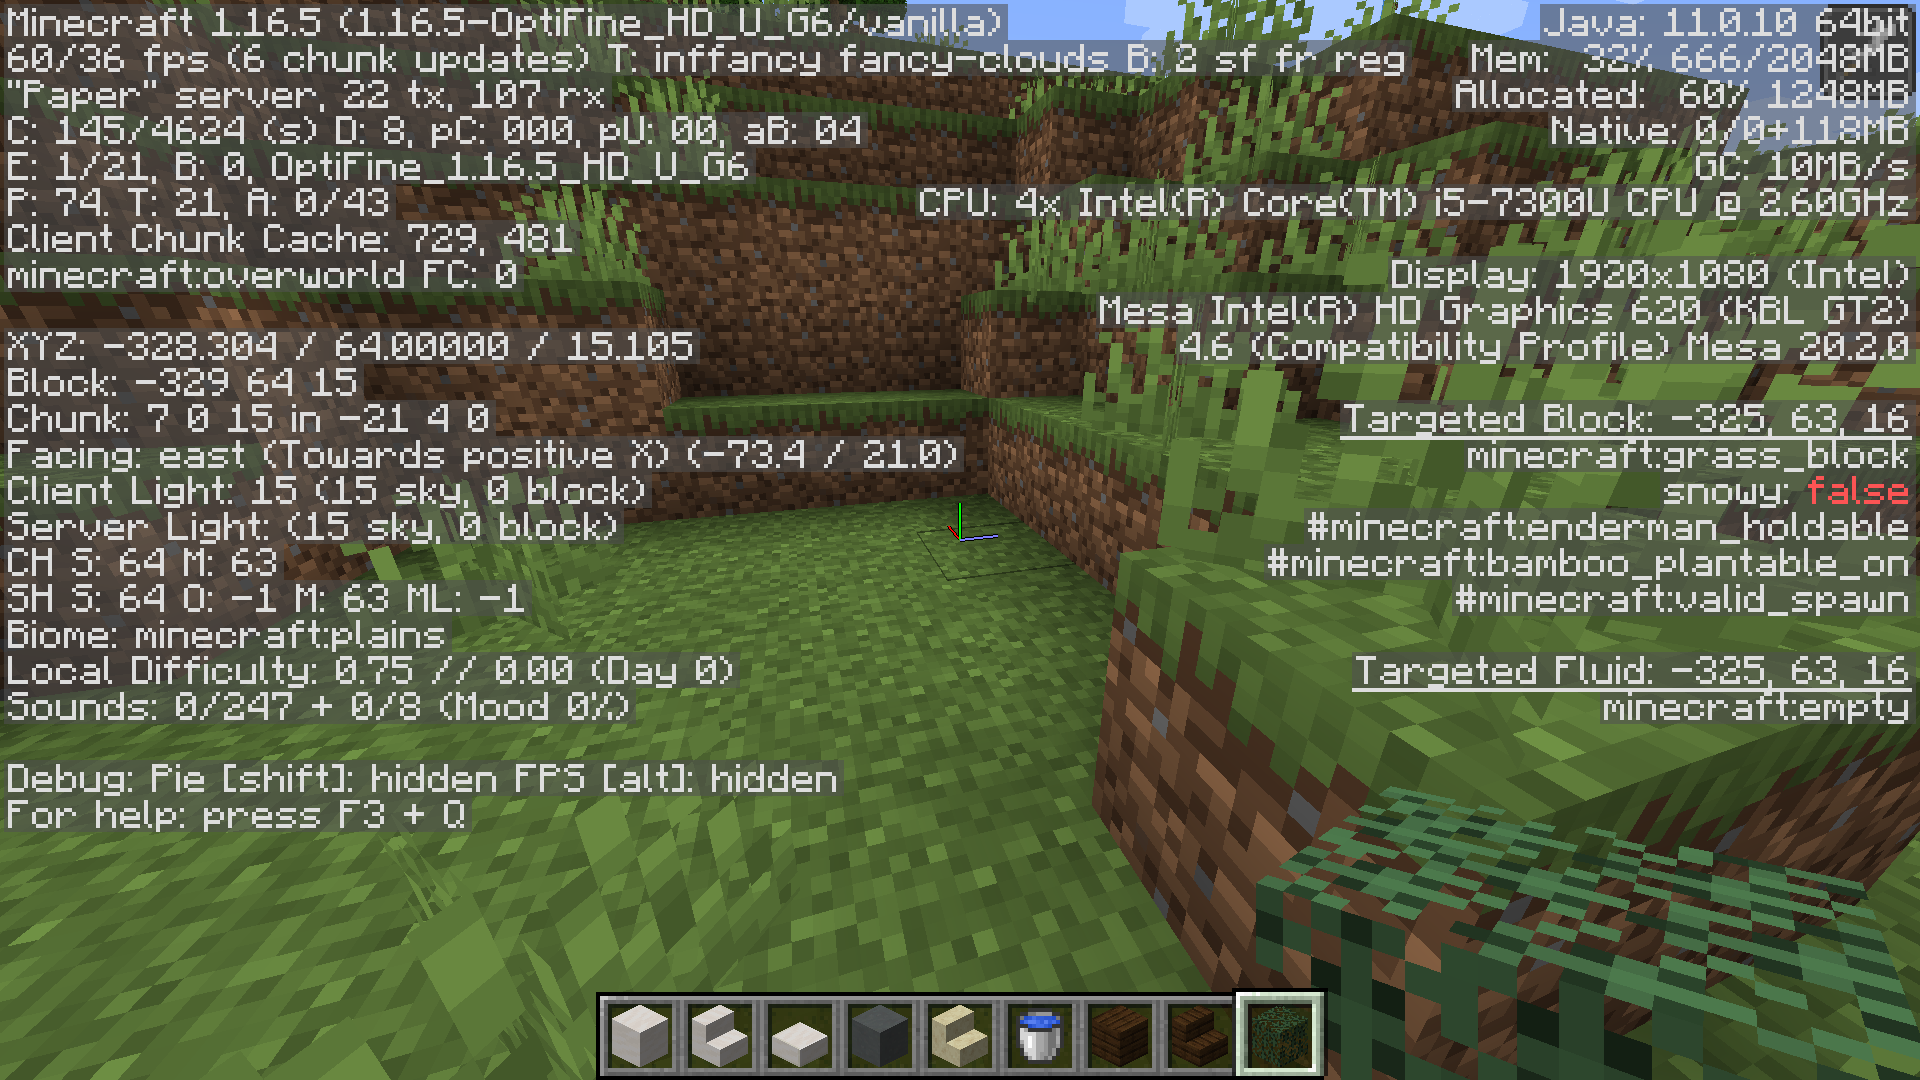 Minecraft 1.16.5 (1.16.5-OptiFine_HD_U_G6/vanilla)
60/36 fps (6 chunk updates) T: inffancy fancy-clouds B: 2 sf fr reg
"Paper" server, 22 tx, 107 rx
C: 145/4624 (s) D: 8, pC: 000, pU: 00, aB: 04
E: 1/21, B: 0, OptiFine_1.16.5_HD_U_G6
P: 74. T: 21, A: 0/43
Client Chunk Cache: 729, 481
minecraft:overworld FC: 0
XYZ: -328.304 / 64.00000 / 15.105
Block: -329 64 15
Chunk: 7 0 15 in -21 4 0
Facing: east (Towards positive X) (-73.4 / 21.0)
Client Light: 15 (15 sky, 0 block)
Server Light: (15 sky, 0 block)
CH S: 64 M: 63
SH S: 64 O: -1 M: 63 ML: -1
Biome: minecraft:plains
Local Difficulty: 0.75 // 0.00 (Day 0)
Sounds: 0/247 + 0/8 (Mood 0%)
Debug: Pie [shift]: hidden FPS [alt]: hidden
For help: press F3 + Q
Java: 11.0.10 64bit
Mem: 32% 666/2048MB
Allocated: 60% 1248MB
Native: 0/0+118MB
GC: 10MB/s
CPU: 4x Intel(R) Core(TM) i5-7300U CPU @ 2.60GHz
Display: 1920x1080 (Intel)
Mesa Intel(R) HD Graphics 620 (KBL GT2)
4.6 (Compatibility Profile) Mesa 20.2.0
Targeted Block: -325, 63, 16
minecraft:grass_block
snowy: false
#minecraft:enderman_holdable
#minecraft:bamboo_plantable_on
#minecraft:valid_spawn
Targeted Fluid: -325, 63, 16
minecraft:empty